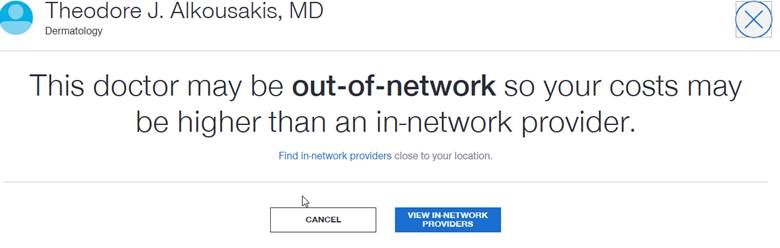 Theodore J. Alkousakis, MD
Dermatology
This doctor may be out-of-network so your costs may
be higher than an in-network provider.
Find in-network providers close to your location.
CANCEL
VIEW IN-NETWORK
PROVIDERS